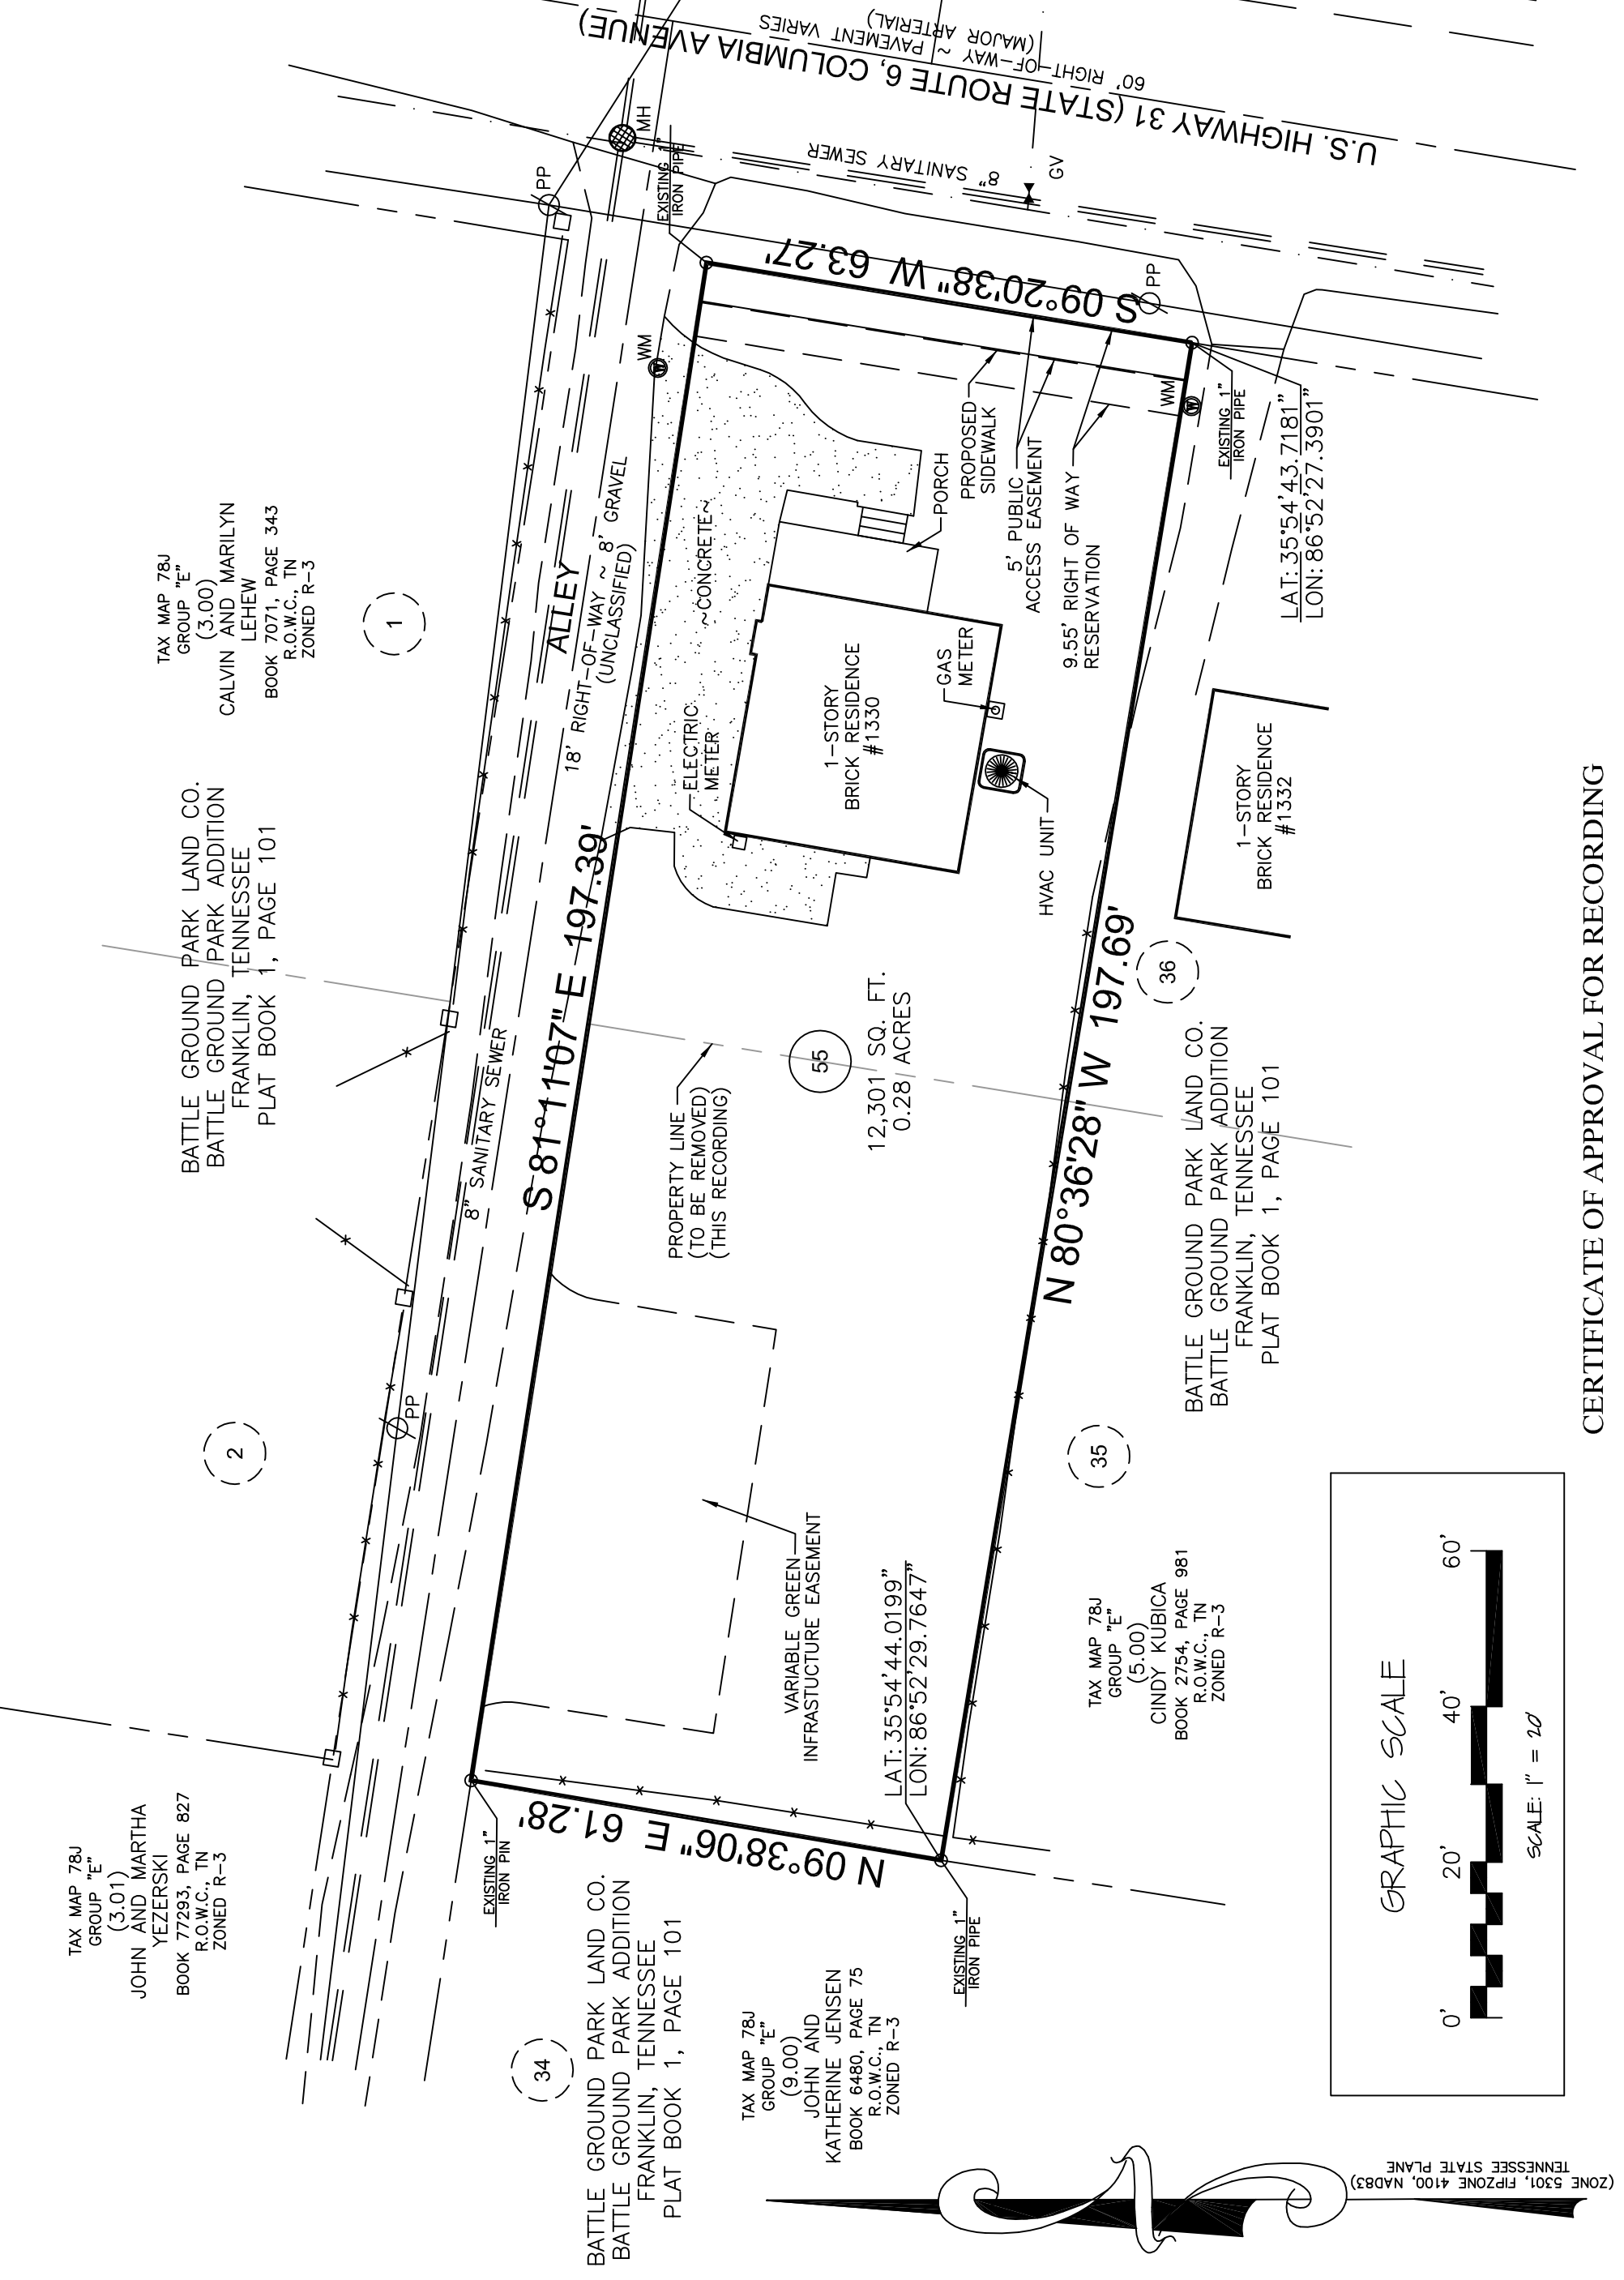 TAX MAP 78J
GROUP "E"
(3.01)
JOHN AND MARTHA
YEZERSKI
BOOK 77293, PAGE 827
R.O.W.C., TN
ZONED R-3
2
BATTLE GROUND PARK LAND CO.
BATTLE GROUND PARK ADDITION
FRANKLIN, TENNESSEE
PLAT BOOK 1, PAGE 101
TAX MAP 78J
GROUP "E"
(3.00)
CALVIN AND MARILYN
LEHEW
BOOK 7071, PAGE 343
R.O.W.C., TN
ZONED R-3
1
PP
PP
MH
8" SANITARY SEWER
ALLEY
18' RIGHT-OF-WAY ~ 8' GRAVEL
(UNCLASSIFIED)
WM
EXISTING 1"
IRON PIPE
S 81°11'07" E 197.39'
EXISTING 1"
IRON PIN
N 09°38'06" E 61.28'
S 09°20'38" W 63.27'
PP
8" SANITARY SEWER
GV
U.S. HIGHWAY 31 (STATE ROUTE 6, COLUMBIA AVENUE)
60' RIGHT-OF-WAY ~ PAVEMENT VARIES
(MAJOR ARTERIAL)
~CONCRETE~
ELECTRIC
METER
1-STORY
BRICK RESIDENCE
#1330
GAS
METER
HVAC UNIT
PORCH
PROPOSED
SIDEWALK
5' PUBLIC
ACCESS EASEMENT
9.55' RIGHT OF WAY
RESERVATION
WM
EXISTING 1"
IRON PIPE
LAT: 35°54'43.7181"
LON: 86°52'27.3901"
PROPERTY LINE
(TO BE REMOVED)
(THIS RECORDING)
55
12,301 SQ. FT.
0.28 ACRES
VARIABLE GREEN
INFRASTUCTURE EASEMENT
LAT: 35°54'44.0199"
LON: 86°52'29.7647"
N 80°36'28" W 197.69'
EXISTING 1"
IRON PIPE
34
BATTLE GROUND PARK LAND CO.
BATTLE GROUND PARK ADDITION
FRANKLIN, TENNESSEE
PLAT BOOK 1, PAGE 101
TAX MAP 78J
GROUP "E"
(9.00)
JOHN AND
KATHERINE JENSEN
BOOK 6480, PAGE 75
R.O.W.C., TN
ZONED R-3
35
TAX MAP 78J
GROUP "E"
(5.00)
CINDY KUBICA
BOOK 2754, PAGE 981
R.O.W.C., TN
ZONED R-3
36
BATTLE GROUND PARK LAND CO.
BATTLE GROUND PARK ADDITION
FRANKLIN, TENNESSEE
PLAT BOOK 1, PAGE 101
1-STORY
BRICK RESIDENCE
#1332
GRAPHIC SCALE
0' 20' 40' 60'
SCALE: 1" = 20'
N
TENNESSEE STATE PLANE
(ZONE 5301, FIPZONE 4100, NAD83)
CERTIFICATE OF APPROVAL FOR RECORDING